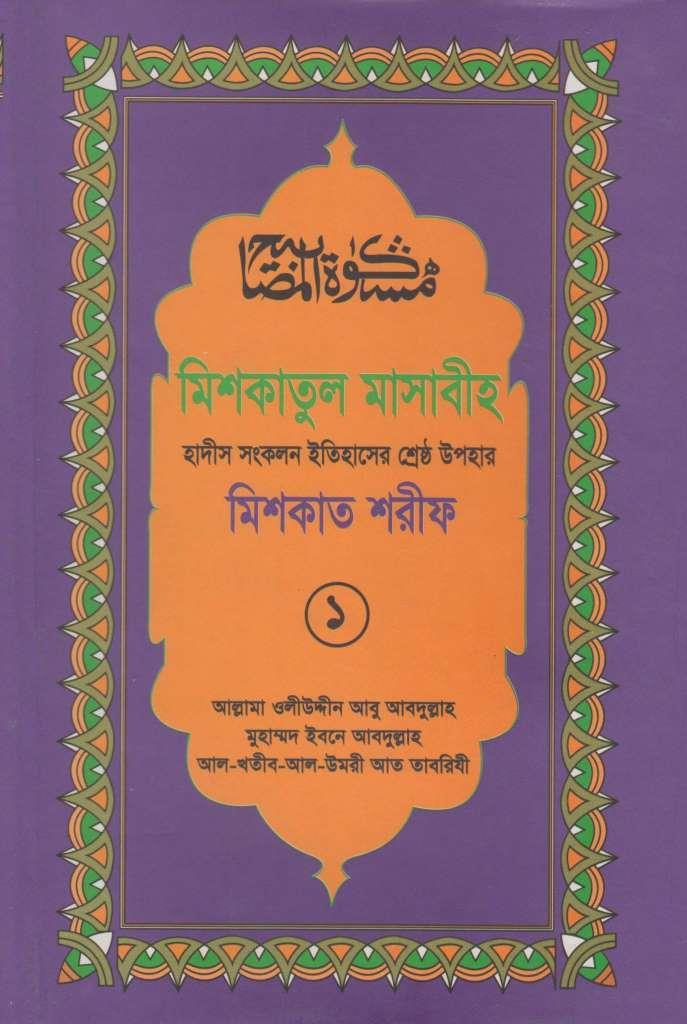 مشكوة المصابيح
মিশকাতুল মাসাবীহ
হাদীস সংকলন ইতিহাসের শ্রেষ্ঠ উপহার
মিশকাত শরীফ
১
আল্লামা ওলীউদ্দীন আবু আবদুল্লাহ
মুহাম্মদ ইবনে আবদুল্লাহ
আল-খতীব-আল-উমরী আত তাবরিযী